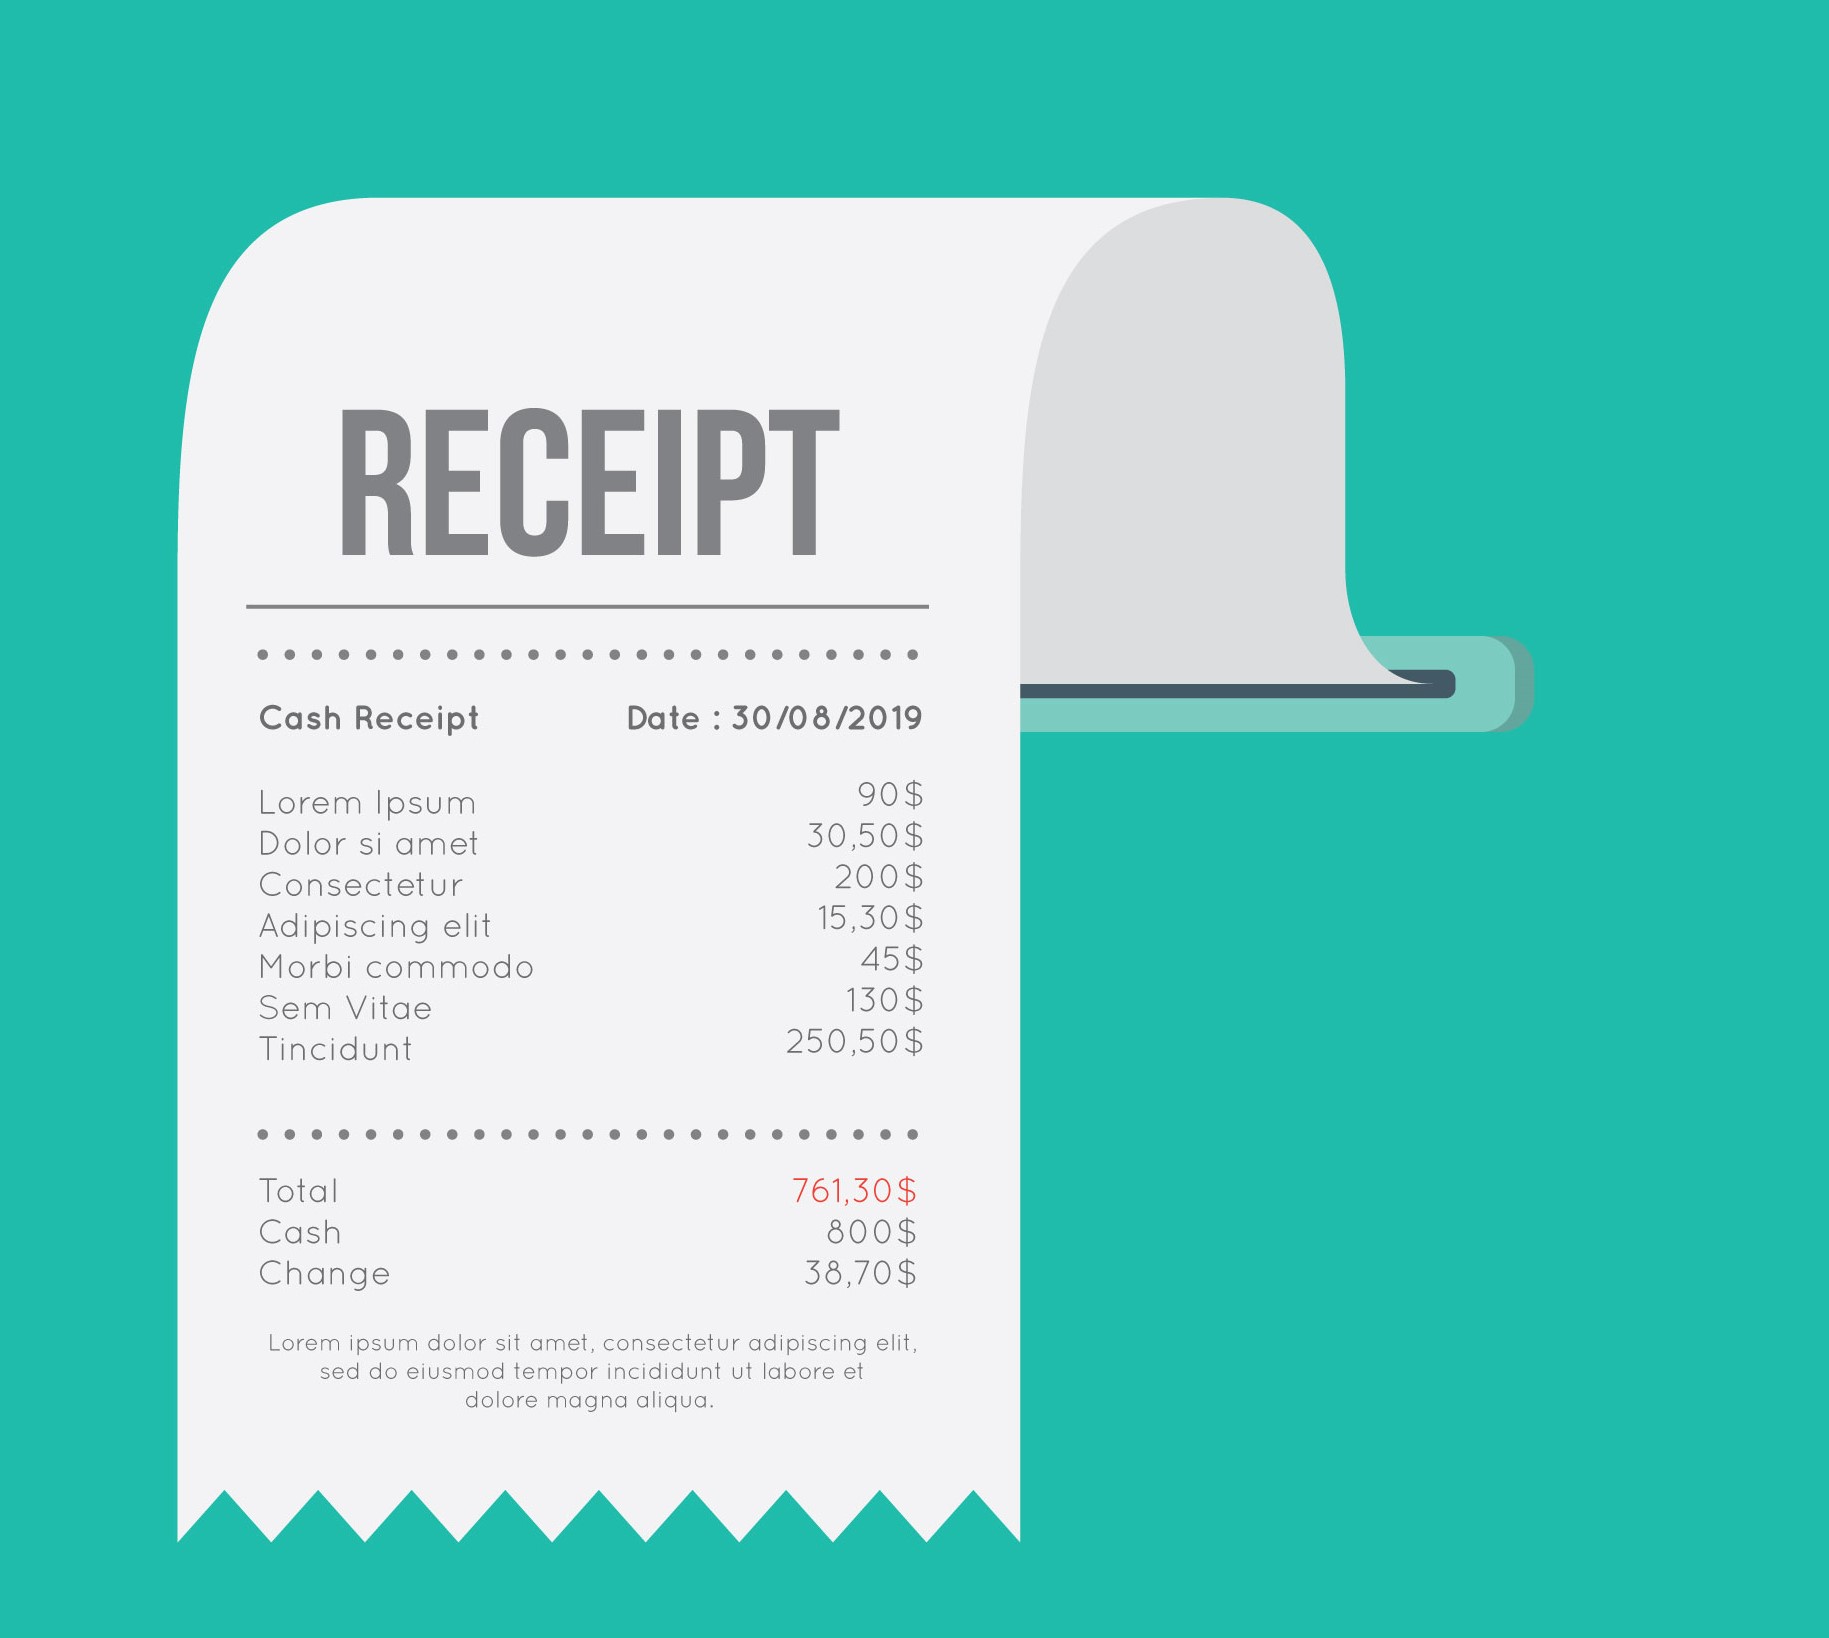 RECEIPT
Cash Receipt Date : 30/08/2019
Lorem Ipsum 90$
Dolor si amet 30,50$
Consectetur 200$
Adipiscing elit 15,30$
Morbi commodo 45$
Sem Vitae 130$
Tincidunt 250,50$
Total 761,30$
Cash 800$
Change 38,70$
Lorem ipsum dolor sit amet, consectetur adipiscing elit,
sed do eiusmod tempor incididunt ut labore et
dolore magna aliqua.